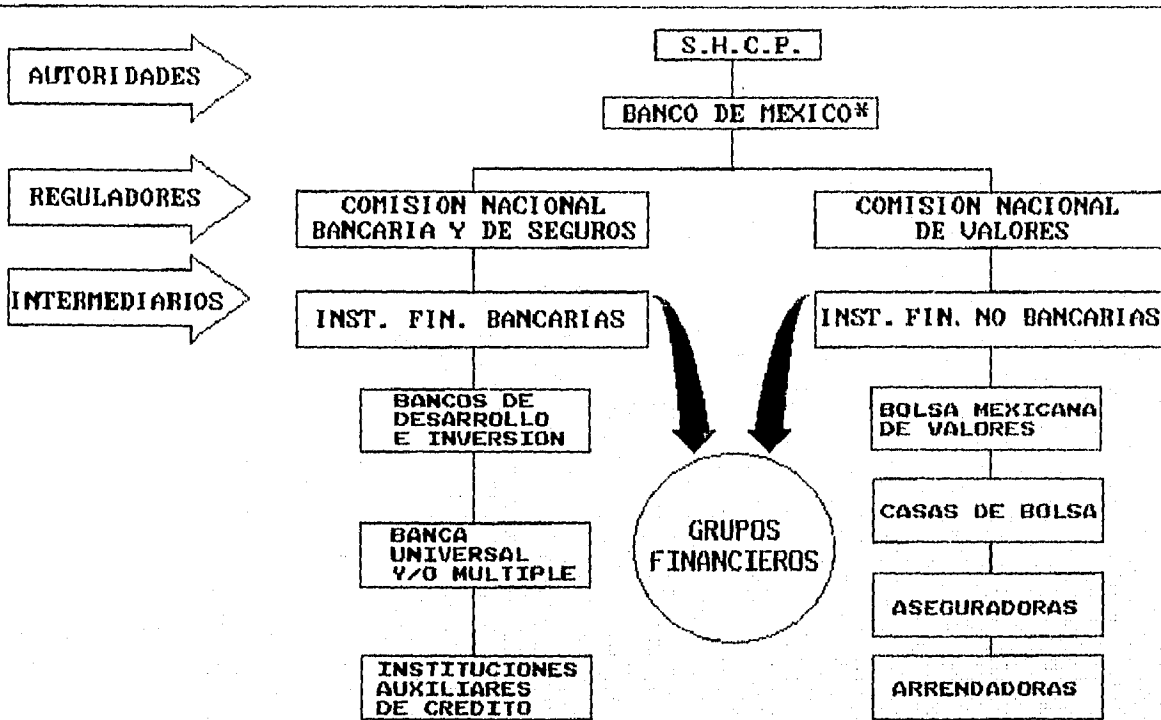 AUTORIDADES
S.H.C.P.
BANCO DE MEXICO*
REGULADORES
COMISION NACIONAL
BANCARIA Y DE SEGUROS
COMISION NACIONAL
DE VALORES
INTERMEDIARIOS
INST. FIN. BANCARIAS
INST. FIN. NO BANCARIAS
BANCOS DE
DESARROLLO
E INVERSION
BOLSA MEXICANA
DE VALORES
BANCA
UNIVERSAL
Y/O MULTIPLE
GRUPOS
FINANCIEROS
CASAS DE BOLSA
ASEGURADORAS
INSTITUCIONES
AUXILIARES
DE CREDITO
ARRENDADORAS